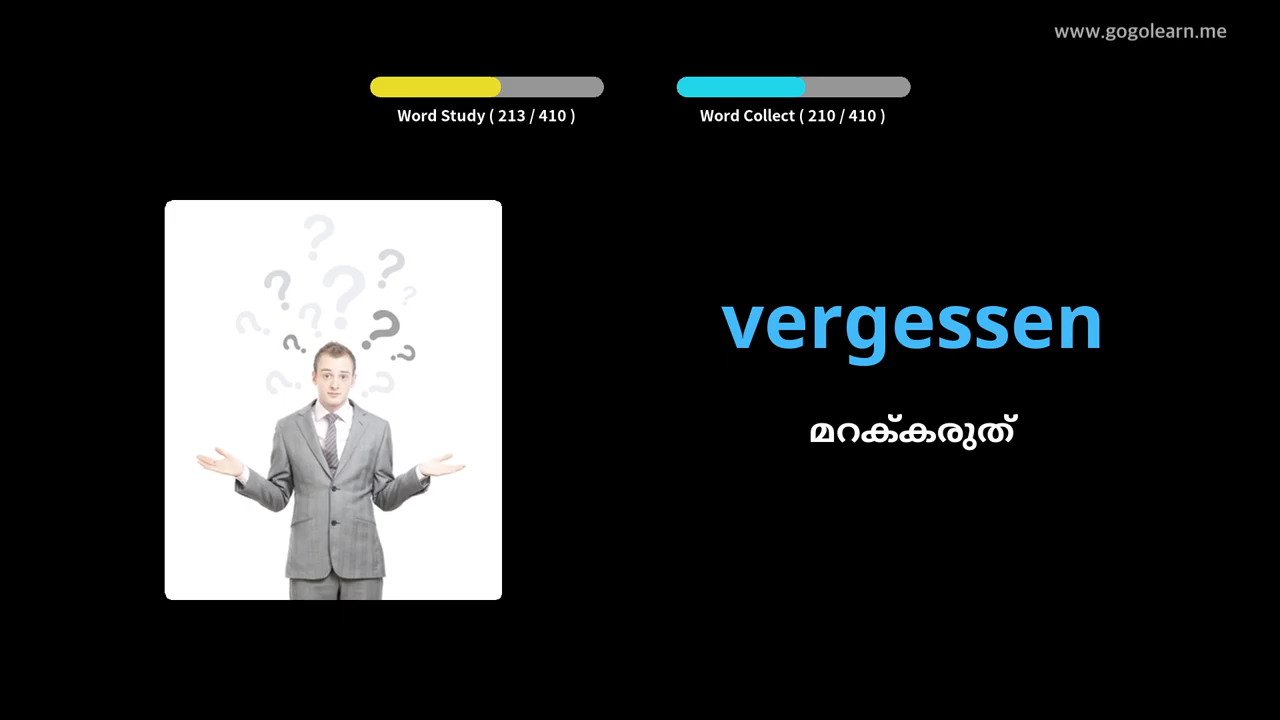 www.gogolearn.me
Word Study ( 213 / 410 )
Word Collect ( 210 / 410 )
vergessen
മറക്കരുത്